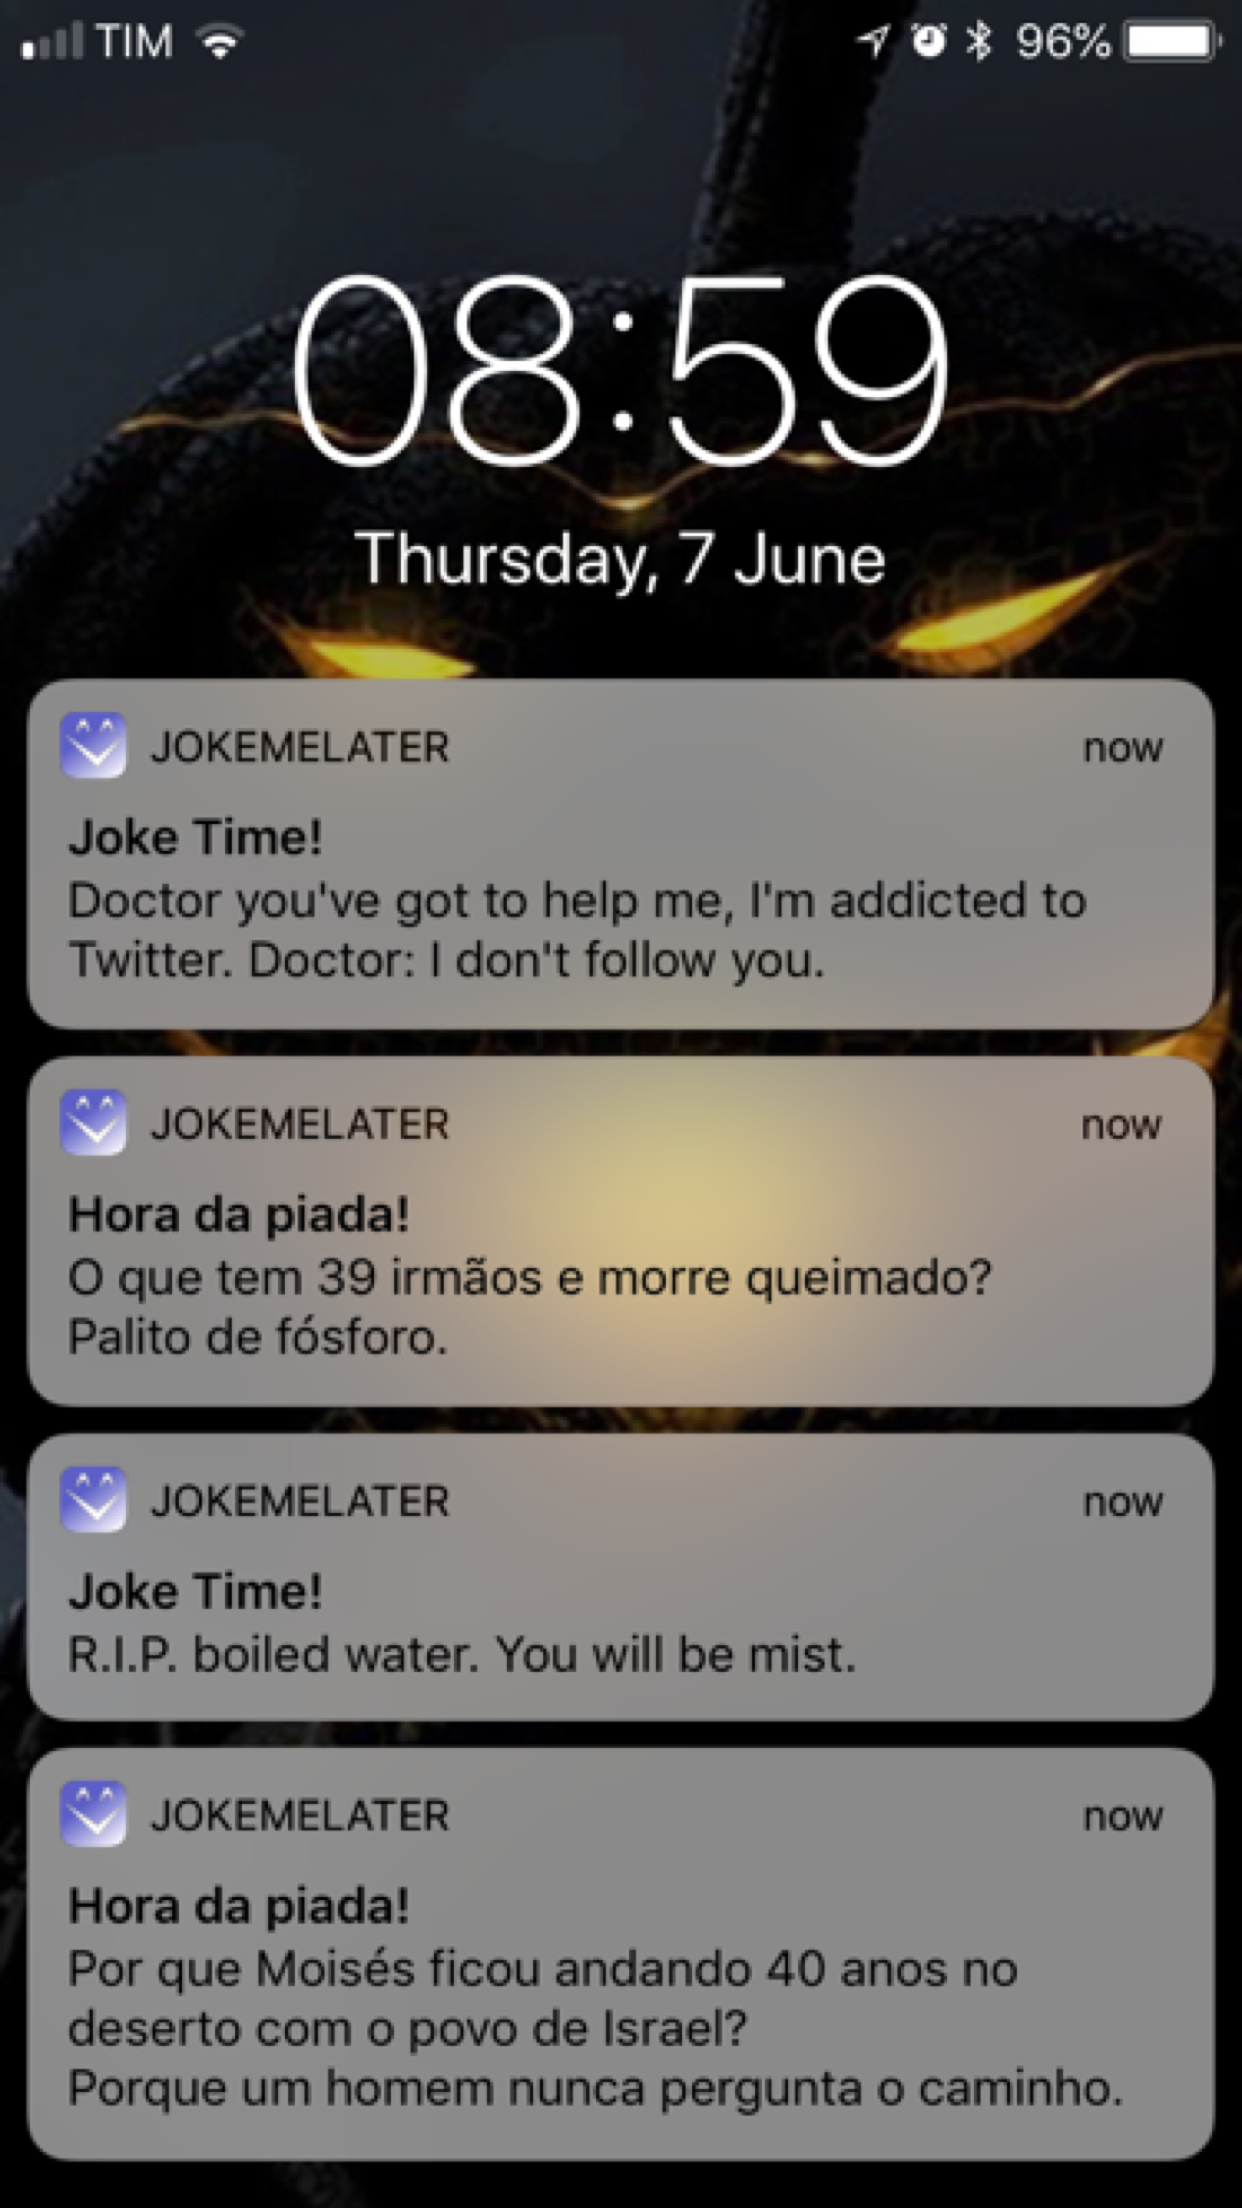 TIM 96%
08:59
Thursday, 7 June
JOKEMELATER now
Joke Time!
Doctor you've got to help me, I'm addicted to
Twitter. Doctor: I don't follow you.
JOKEMELATER now
Hora da piada!
O que tem 39 irmãos e morre queimado?
Palito de fósforo.
JOKEMELATER now
Joke Time!
R.I.P. boiled water. You will be mist.
JOKEMELATER now
Hora da piada!
Por que Moisés ficou andando 40 anos no
deserto com o povo de Israel?
Porque um homem nunca pergunta o caminho.